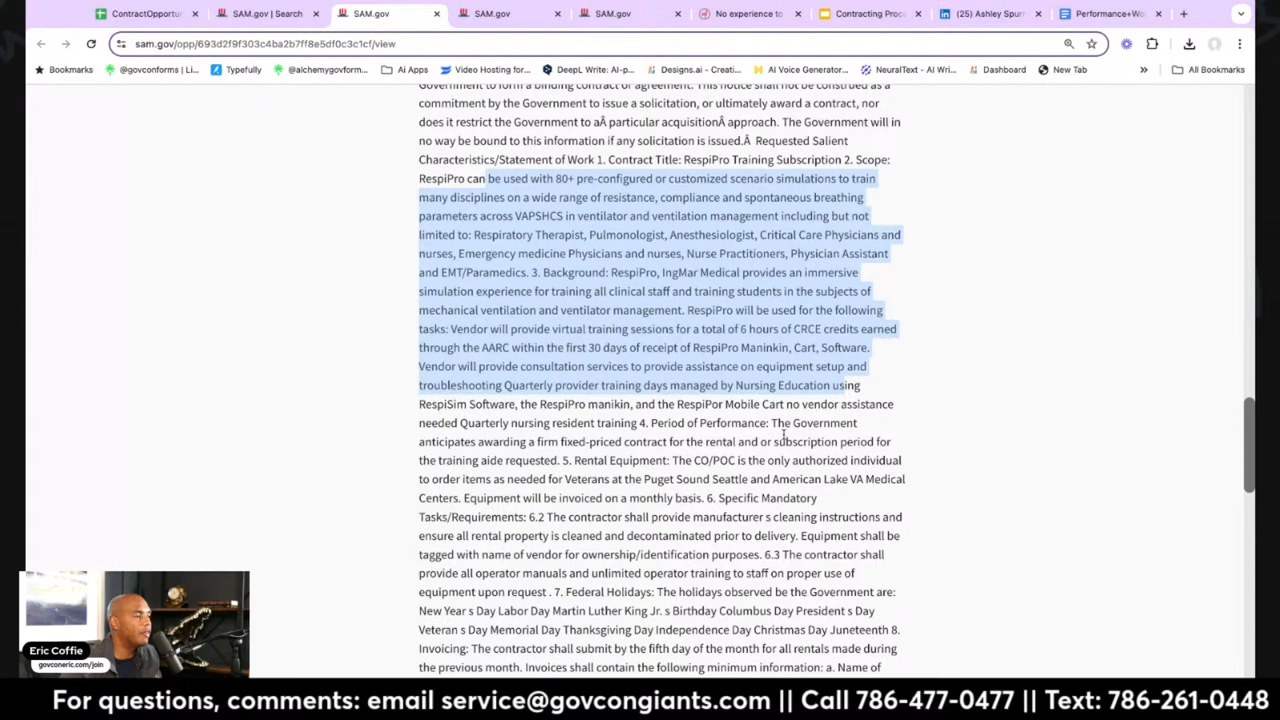 ContractOpportu
SAM.gov | Search
SAM.gov
SAM.gov
SAM.gov
No experience to
Contracting Proc
(25) Ashley Spurr
Performance+Wo
sam.gov/opp/693d2f9f303c4ba2b7ff8e5df0c3c1cf/view
Bookmarks
@govconforms | Li...
Typefully
@alchemygovform...
Ai Apps
Video Hosting for...
DeepL Write: AI-p...
Designs.ai - Creati...
AI Voice Generator...
NeuralText - AI Wri...
Dashboard
New Tab
All Bookmarks
Government to form a binding contract or agreement. This notice shall not be construed as a
commitment by the Government to issue a solicitation, or ultimately award a contract, nor
does it restrict the Government to aÂ particular acquisitionÂ approach. The Government will in
no way be bound to this information if any solicitation is issued.Â Requested Salient
Characteristics/Statement of Work 1. Contract Title: RespiPro Training Subscription 2. Scope:
RespiPro can be used with 80+ pre-configured or customized scenario simulations to train
many disciplines on a wide range of resistance, compliance and spontaneous breathing
parameters across VAPSHCS in ventilator and ventilation management including but not
limited to: Respiratory Therapist, Pulmonologist, Anesthesiologist, Critical Care Physicians and
nurses, Emergency medicine Physicians and nurses, Nurse Practitioners, Physician Assistant
and EMT/Paramedics. 3. Background: RespiPro, IngMar Medical provides an immersive
simulation experience for training all clinical staff and training students in the subjects of
mechanical ventilation and ventilator management. RespiPro will be used for the following
tasks: Vendor will provide virtual training sessions for a total of 6 hours of CRCE credits earned
through the AARC within the first 30 days of receipt of RespiPro Maninkin, Cart, Software.
Vendor will provide consultation services to provide assistance on equipment setup and
troubleshooting Quarterly provider training days managed by Nursing Education using
RespiSim Software, the RespiPro manikin, and the RespiPor Mobile Cart no vendor assistance
needed Quarterly nursing resident training 4. Period of Performance: The Government
anticipates awarding a firm fixed-priced contract for the rental and or subscription period for
the training aide requested. 5. Rental Equipment: The CO/POC is the only authorized individual
to order items as needed for Veterans at the Puget Sound Seattle and American Lake VA Medical
Centers. Equipment will be invoiced on a monthly basis. 6. Specific Mandatory
Tasks/Requirements: 6.2 The contractor shall provide manufacturer s cleaning instructions and
ensure all rental property is cleaned and decontaminated prior to delivery. Equipment shall be
tagged with name of vendor for ownership/identification purposes. 6.3 The contractor shall
provide all operator manuals and unlimited operator training to staff on proper use of
equipment upon request . 7. Federal Holidays: The holidays observed be the Government are:
New Year s Day Labor Day Martin Luther King Jr. s Birthday Columbus Day President s Day
Veteran s Day Memorial Day Thanksgiving Day Independence Day Christmas Day Juneteenth 8.
Invoicing: The contractor shall submit by the fifth day of the month for all rentals made during
the previous month. Invoices shall contain the following minimum information: a. Name of
Eric Coffie
govconeric.com/join
For questions, comments: email service@govcongiants.com || Call 786-477-0477 || Text: 786-261-0448